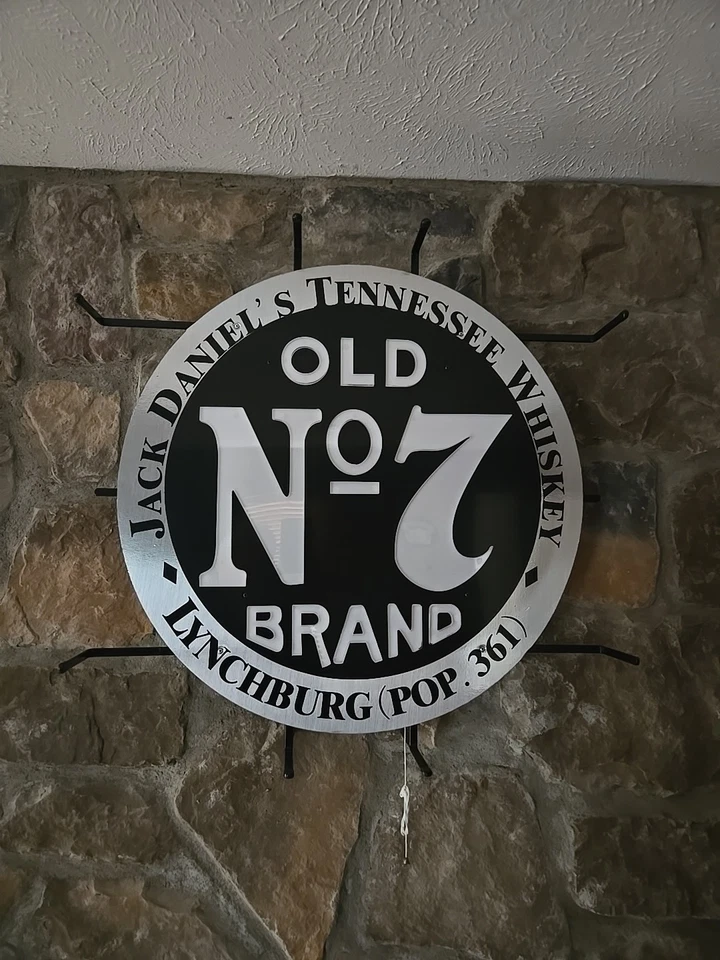 JACK DANIEL'S TENNESSEE WHISKEY
OLD
Nº7
BRAND
LYNCHBURG (POP. 361)